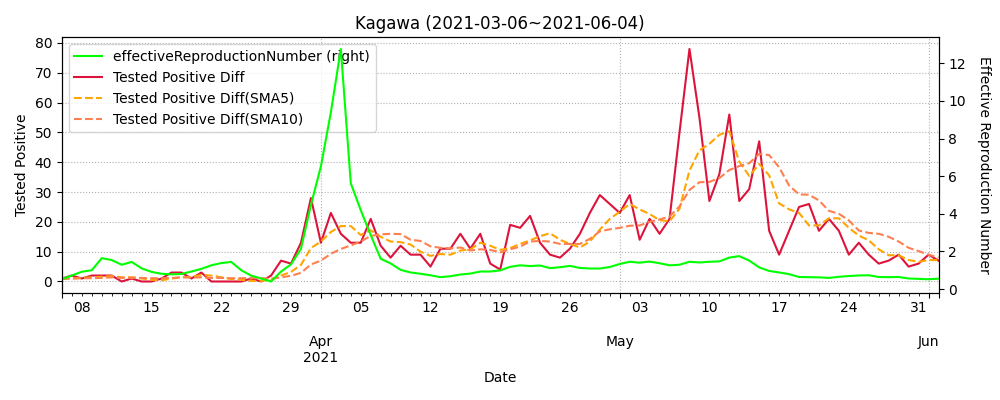 Kagawa (2021-03-06~2021-06-04)
effectiveReproductionNumber (right)
Tested Positive Diff
Tested Positive Diff(SMA5)
Tested Positive Diff(SMA10)
Tested Positive
80
70
60
50
40
30
20
10
0
Effective Reproduction Number
12
10
8
6
4
2
0
08 15 22 29 05 12 19 26 03 10 17 24 31
Apr May Jun
2021
Date